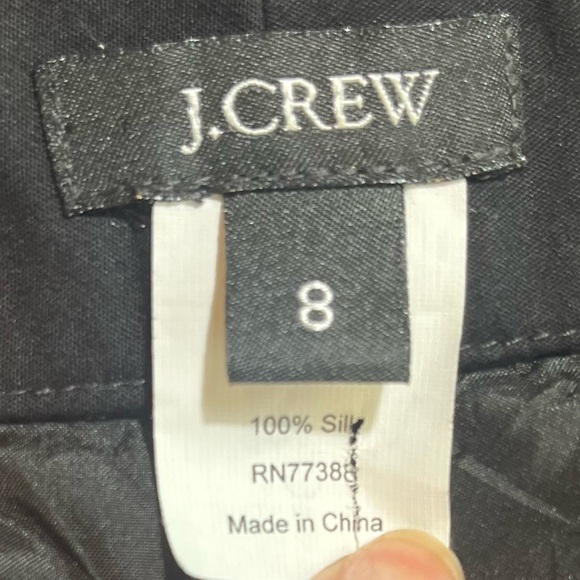 J.CREW
8
100% Silk
RN77388
Made in China